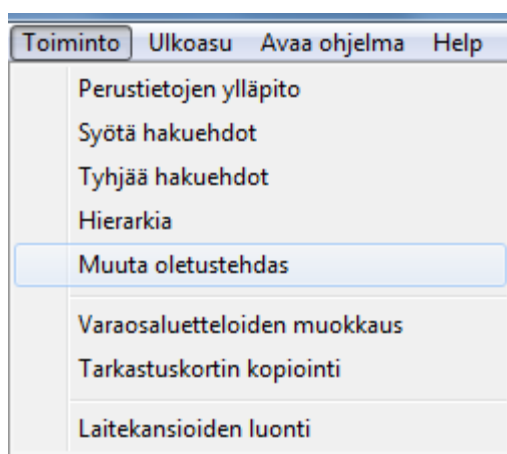 Toiminto Ulkoasu Avaa ohjelma Help
Perustietojen ylläpito
Syötä hakuehdot
Tyhjää hakuehdot
Hierarkia
Muuta oletustehdas
Varaosaluetteloiden muokkaus
Tarkastuskortin kopiointi
Laitekansioiden luonti